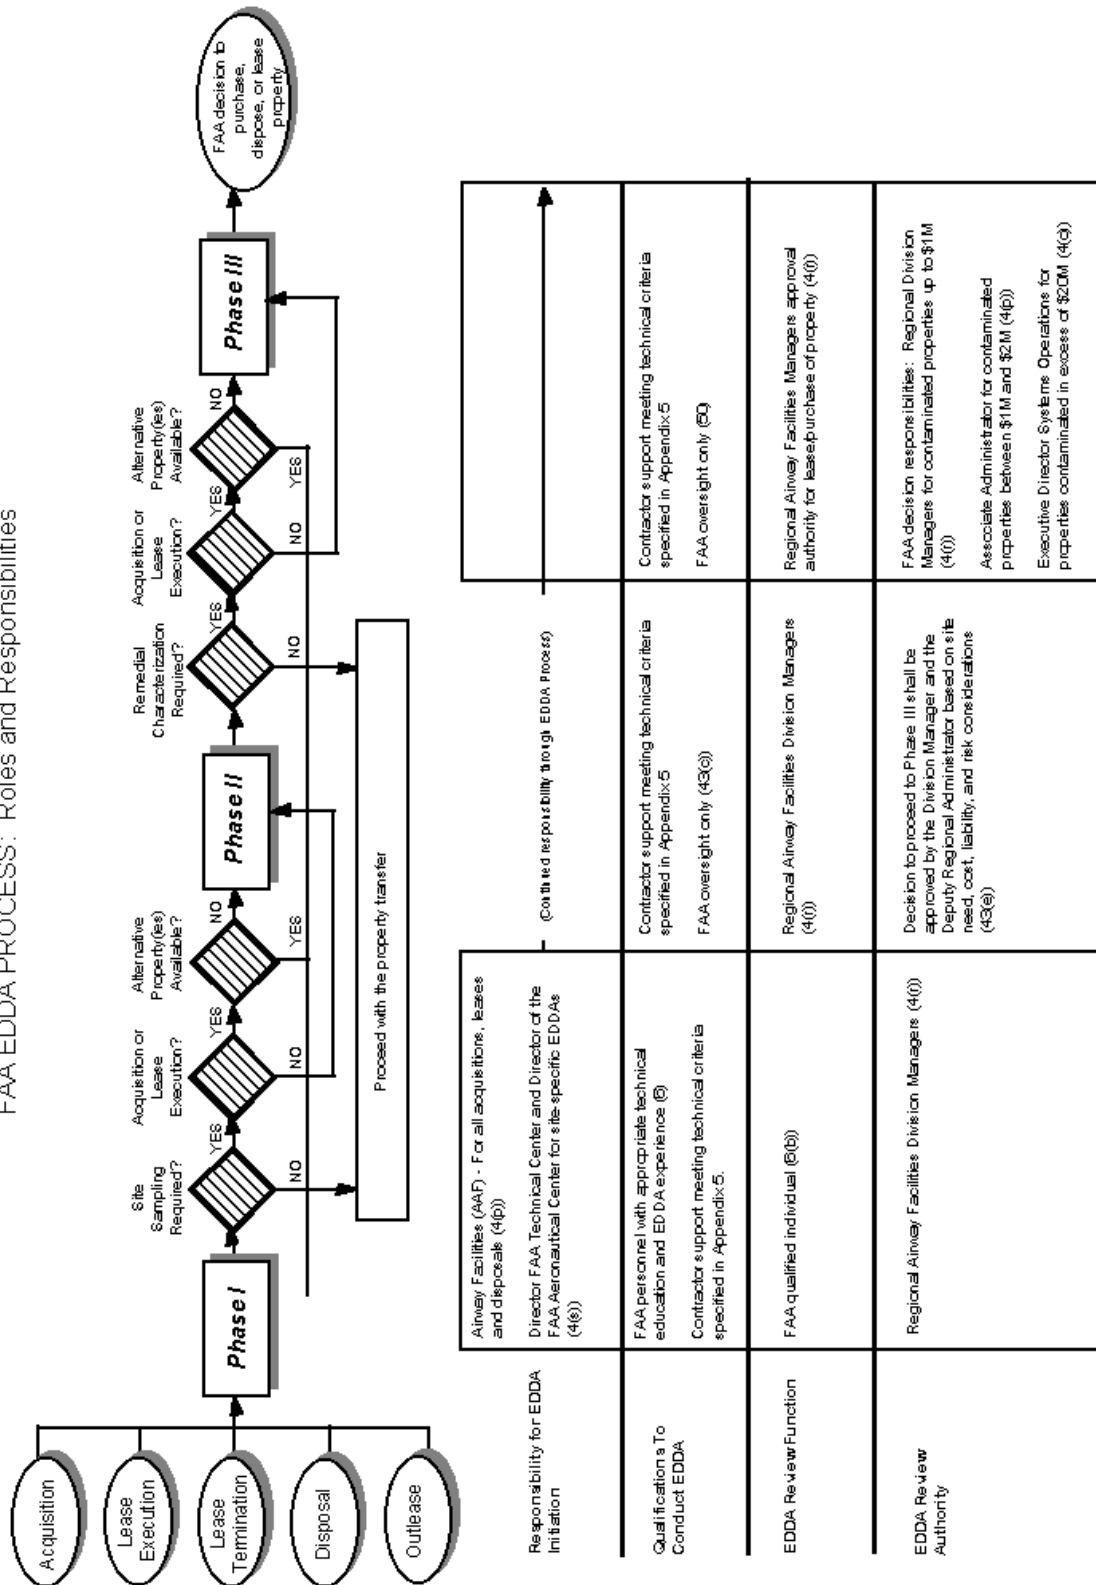 FAA EDDA PROCESS: Roles and Responsibilities
Acquisition
Lease
Execution
Lease
Termination
Disposal
Outlease
Phase I
Site
Sampling
Required?
YES
NO
Acquisition or
Lease
Execution?
YES
NO
Alternative
Property(ies)
Available?
NO
YES
Phase II
Remedial
Characterization
Required?
YES
NO
Acquisition or
Lease
Execution?
YES
NO
Alternative
Property(ies)
Available?
NO
YES
Phase III
FAA decision to
purchase,
dispose, or lease
property
Proceed with the property transfer
Responsibility for EDDA
Initiation
Airway Facilities (AAF) - For all acquisitions, leases
and disposals (4(p))
Director FAA Technical Center and Director of the
FAA Aeronautical Center for site-specific EDDAs
(4(s))
(Continued responsibility through EDDA Process)
Qualifications To
Conduct EDDA
FAA personnel with appropriate technical
education and EDDA experience (6)
Contractor support meeting technical criteria
specified in Appendix 5.
Contractor support meeting technical criteria
specified in Appendix 5
FAA oversight only (43(c))
Contractor support meeting technical criteria
specified in Appendix 5
FAA oversight only (50)
EDDA Review Function
FAA qualified individual (6(b))
Regional Airway Facilities Division Managers
(4(r))
Regional Airway Facilities Managers approval
authority for lease/purchase of property (4(r))
EDDA Review
Authority
Regional Airway Facilities Division Managers (4(r))
Decision to proceed to Phase III shall be
approved by the Division Manager and the
Deputy Regional Administrator based on site
need, cost, liability, and risk considerations
(43(e))
FAA decision responsibilities: Regional Division
Managers for contaminated properties up to $1M
(4(r))
Associate Administrator for contaminated
properties between $1M and $2M (4(p))
Executive Director Systems Operations for
properties contaminated in excess of $20M (4(q))